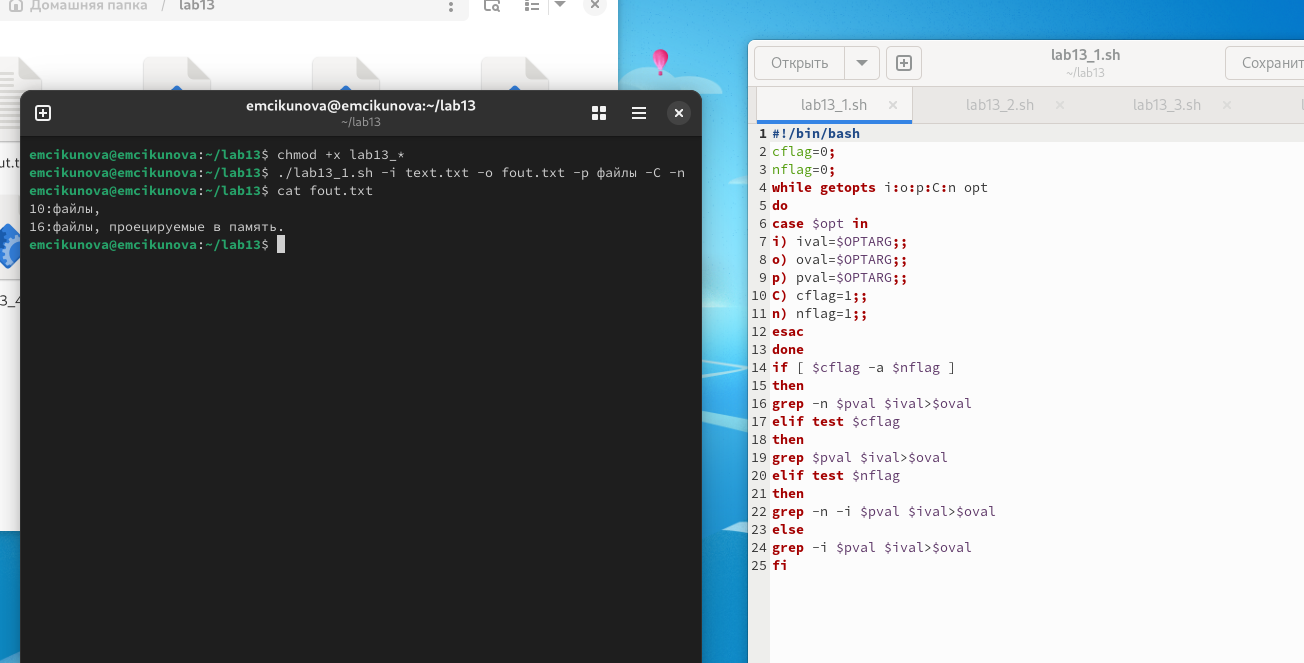 Домашняя папка / lab13
ut.t
3_4
emcikunova@emcikunova:~/lab13
~/lab13
emcikunova@emcikunova:~/lab13$ chmod +x lab13_*
emcikunova@emcikunova:~/lab13$ ./lab13_1.sh -i text.txt -o fout.txt -p файлы -C -n
emcikunova@emcikunova:~/lab13$ cat fout.txt
10:файлы,
16:файлы, проецируемые в память.
emcikunova@emcikunova:~/lab13$
Открыть
lab13_1.sh
~/lab13
Сохранит
lab13_1.sh × lab13_2.sh × lab13_3.sh ×
1 #!/bin/bash
2 cflag=0;
3 nflag=0;
4 while getopts i:o:p:C:n opt
5 do
6 case $opt in
7 i) ival=$OPTARG;;
8 o) oval=$OPTARG;;
9 p) pval=$OPTARG;;
10 C) cflag=1;;
11 n) nflag=1;;
12 esac
13 done
14 if [ $cflag -a $nflag ]
15 then
16 grep -n $pval $ival>$oval
17 elif test $cflag
18 then
19 grep $pval $ival>$oval
20 elif test $nflag
21 then
22 grep -n -i $pval $ival>$oval
23 else
24 grep -i $pval $ival>$oval
25 fi